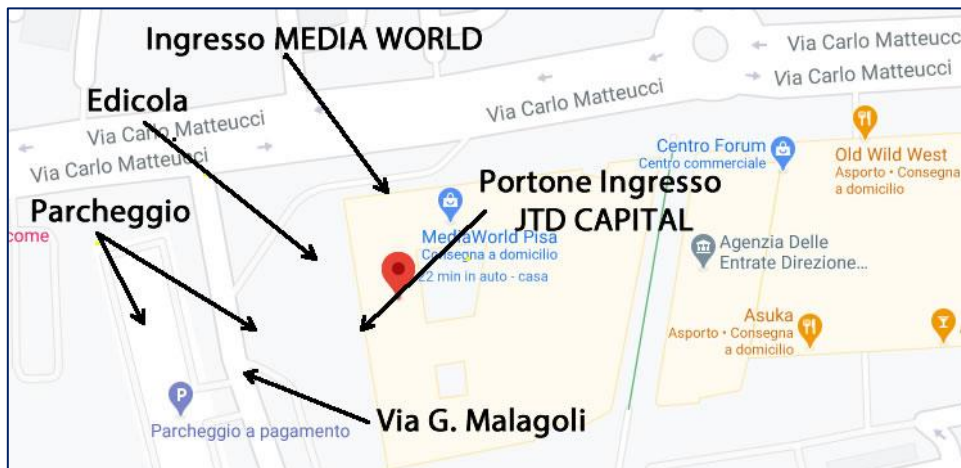 Ingresso MEDIA WORLD
Via Carlo Matteucci
Via Carlo Matteucci
Edicola
Via Carlo Matteucci
Via Carlo Matteucci
Via Carlo Matteucci
Centro Forum
Centro commerciale
Old Wild West
Asporto • Consegna
a domicilio
Portone Ingresso
JTD CAPITAL
Parcheggio
come
MediaWorld Pisa
Consegna a domicilio
22 min in auto - casa
Agenzia Delle
Entrate Direzione...
Asuka
Asporto • Consegna
a domicilio
P
Parcheggio a pagamento
Via G. Malagoli